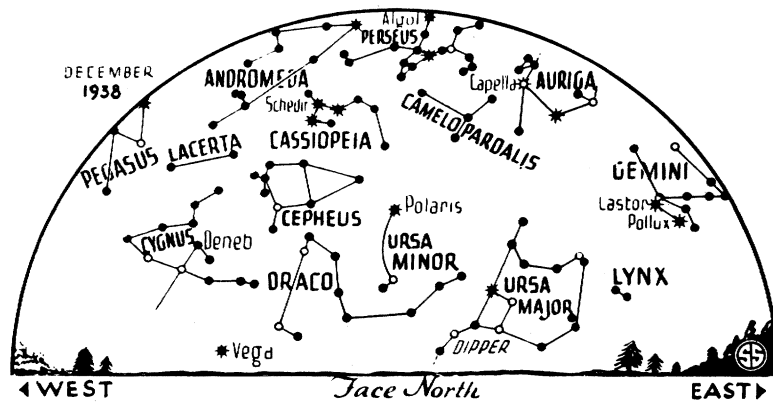 Algol
PERSEUS
DECEMBER
1938
ANDROMEDA
Capella
AURIGA
Schedir
CAMELOPARDALIS
CASSIOPEIA
PEGASUS
LACERTA
GEMINI
Castor
Pollux
Polaris
CEPHEUS
CYGNUS
Deneb
URSA
MINOR
DRACO
LYNX
URSA
MAJOR
DIPPER
Vega
SS
WEST
Face North
EAST